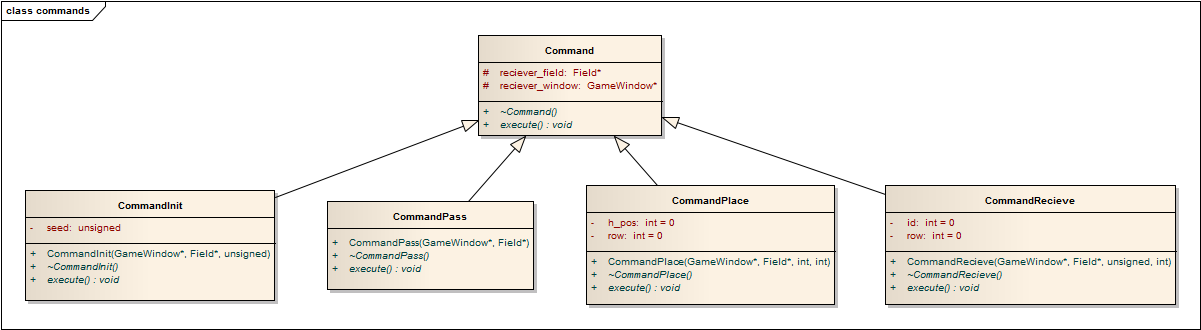 class commands
Command
# reciever_field: Field*
# reciever_window: GameWindow*
+ ~Command()
+ execute() : void
CommandInit
- seed: unsigned
+ CommandInit(GameWindow*, Field*, unsigned)
+ ~CommandInit()
+ execute() : void
CommandPass
+ CommandPass(GameWindow*, Field*)
+ ~CommandPass()
+ execute() : void
CommandPlace
- h_pos: int = 0
- row: int = 0
+ CommandPlace(GameWindow*, Field*, int, int)
+ ~CommandPlace()
+ execute() : void
CommandRecieve
- id: int = 0
- row: int = 0
+ CommandRecieve(GameWindow*, Field*, unsigned, int)
+ ~CommandRecieve()
+ execute() : void